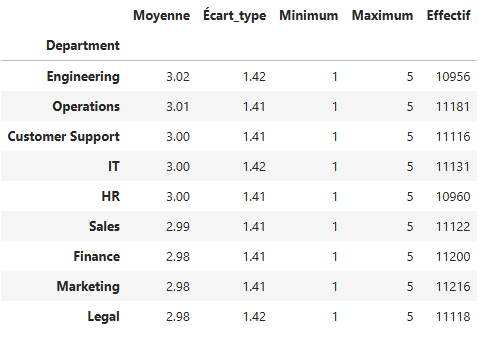 Moyenne Écart_type Minimum Maximum Effectif
Department
Engineering 3.02 1.42 1 5 10956
Operations 3.01 1.41 1 5 11181
Customer Support 3.00 1.41 1 5 11116
IT 3.00 1.42 1 5 11131
HR 3.00 1.41 1 5 10960
Sales 2.99 1.41 1 5 11122
Finance 2.98 1.41 1 5 11200
Marketing 2.98 1.41 1 5 11216
Legal 2.98 1.42 1 5 11118